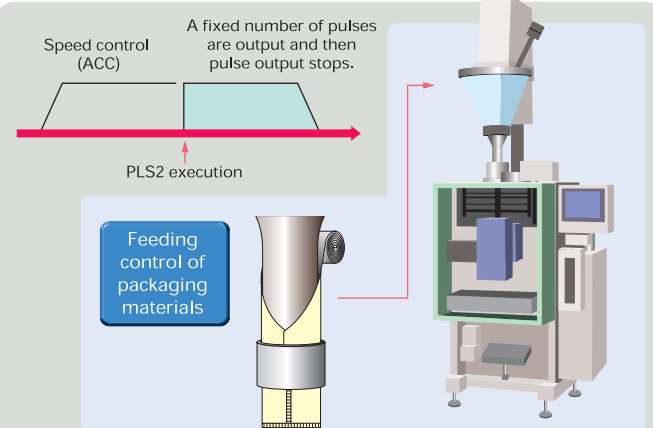 Speed control
(ACC)
A fixed number of pulses
are output and then
pulse output stops.
PLS2 execution
Feeding
control of
packaging
materials